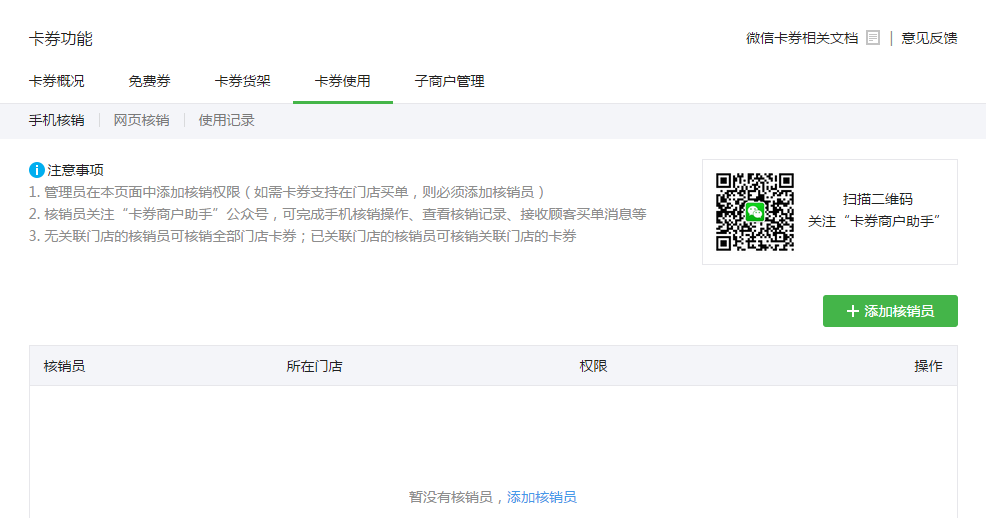 卡券功能
微信卡券相关文档 | 意见反馈
卡券概况 免费券 卡券货架 卡券使用 子商户管理
手机核销 网页核销 使用记录
注意事项
1. 管理员在本页面中添加核销权限（如需卡券支持在门店买单，则必须添加核销员）
2. 核销员关注“卡券商户助手”公众号，可完成手机核销操作、查看核销记录、接收顾客买单消息等
3. 无关联门店的核销员可核销全部门店卡券；已关联门店的核销员可核销关联门店的卡券
扫描二维码
关注“卡券商户助手”
添加核销员
核销员 所在门店 权限 操作
暂没有核销员，添加核销员